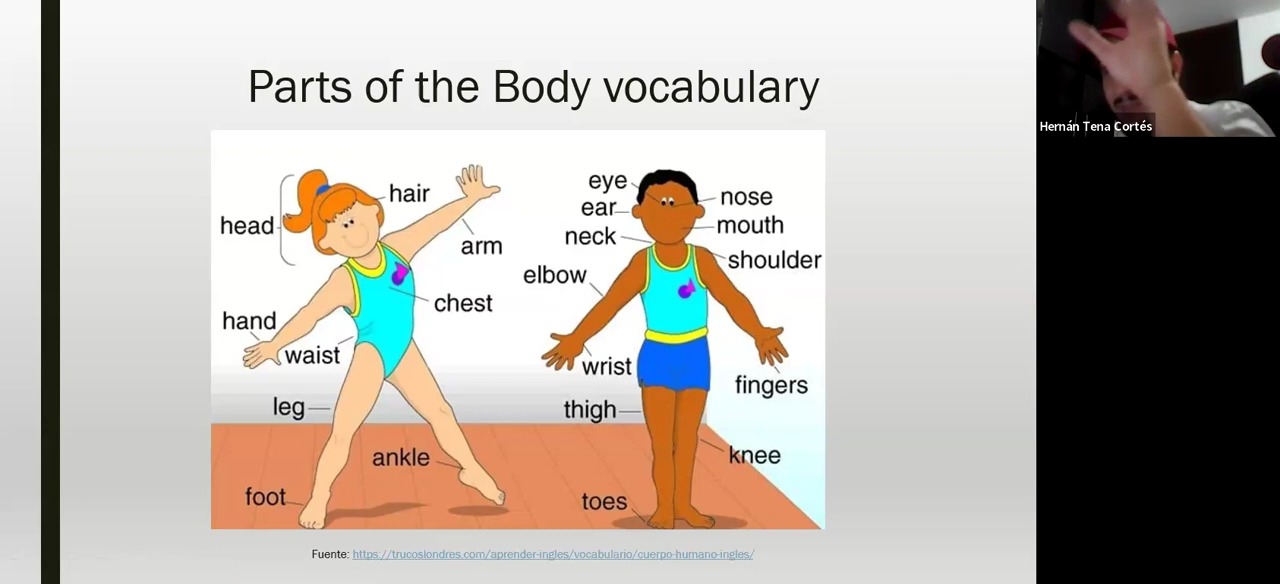 Parts of the Body vocabulary
head
hair
arm
chest
hand
waist
leg
ankle
foot
eye
ear
neck
elbow
wrist
thigh
toes
nose
mouth
shoulder
fingers
knee
Fuente: https://trucoslondres.com/aprender-ingles/vocabulario/cuerpo-humano-ingles/
Hernán Tena Cortés